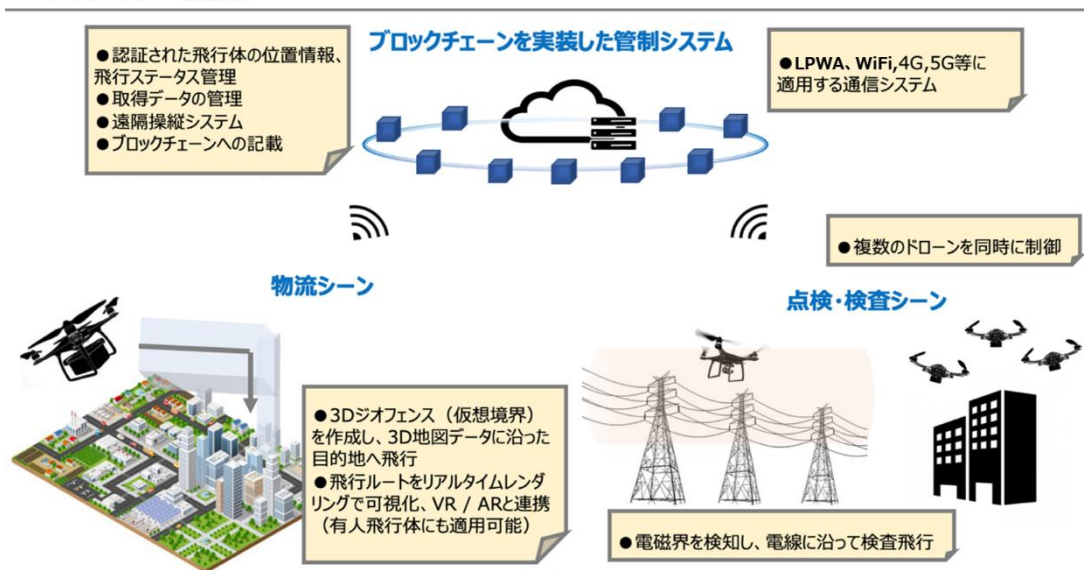 ブロックチェーンを実装した管制システム
●認証された飛行体の位置情報、
飛行ステータス管理
●取得データの管理
●遠隔操縦システム
●ブロックチェーンへの記載
●LPWA、WiFi,4G,5G等に
適用する通信システム
●複数のドローンを同時に制御
物流シーン
●3Dジオフェンス（仮想境界）
を作成し、3D地図データに沿った
目的地へ飛行
●飛行ルートをリアルタイムレンダ
リングで可視化、VR / ARと連携
（有人飛行体にも適用可能）
点検・検査シーン
●電磁界を検知し、電線に沿って検査飛行